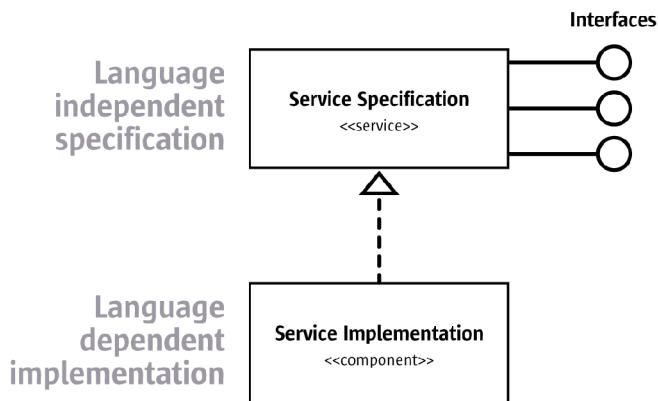 Interfaces
Language
independent
specification
Service Specification
<<service>>
Language
dependent
implementation
Service Implementation
<<component>>